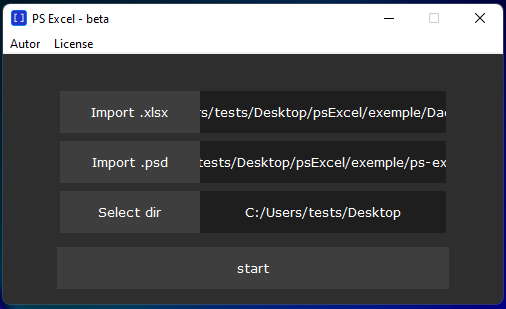 PS Excel - beta
Autor License
Import .xlsx rs/tests/Desktop/psExcel/exemple/Dad
Import .psd tests/Desktop/psExcel/exemple/ps-ex
Select dir C:/Users/tests/Desktop
start